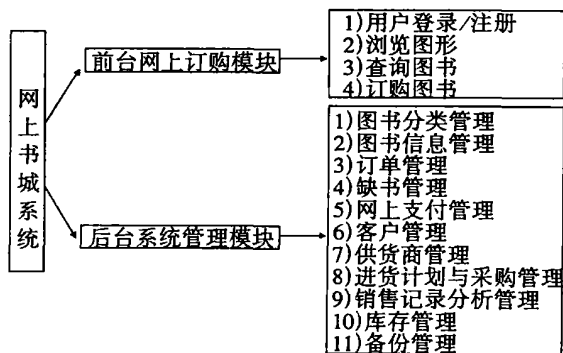 网上书城系统
前台网上订购模块
1)用户登录/注册
2)浏览图形
3)查询图书
4)订购图书
后台系统管理模块
1)图书分类管理
2)图书信息管理
3)订单管理
4)缺书管理
5)网上支付管理
6)客户管理
7)供货商管理
8)进货计划与采购管理
9)销售记录分析管理
10)库存管理
11)备份管理